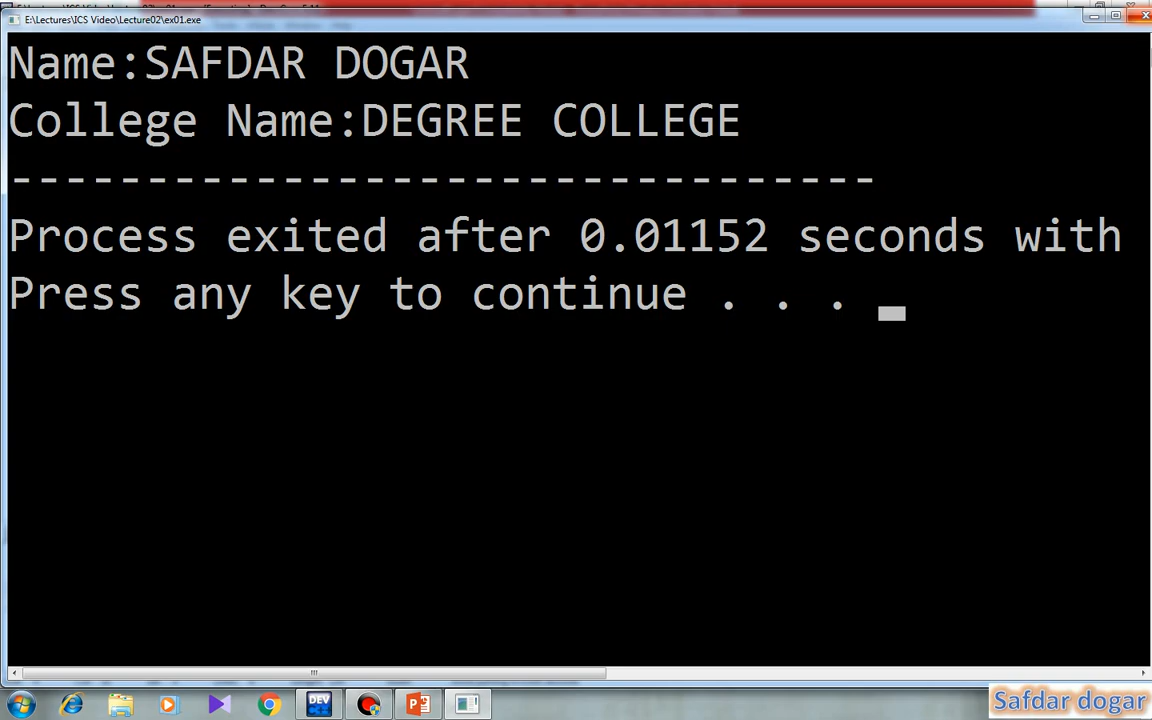 E:\Lectures\ICS Video\Lecture02\ex01.exe
Name:SAFDAR DOGAR
College Name:DEGREE COLLEGE
--------------------------------
Process exited after 0.01152 seconds with
Press any key to continue . . .
DEV
Safdar dogar